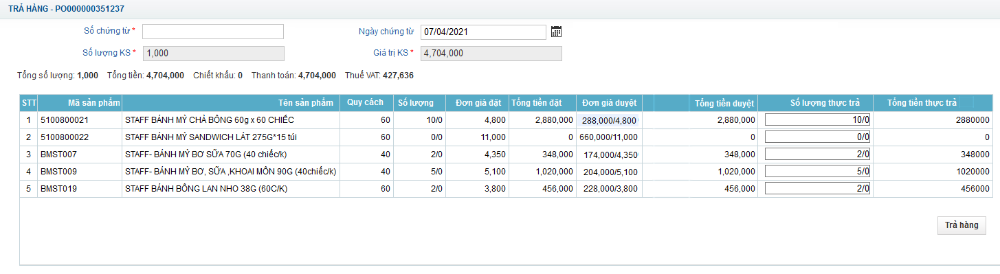 TRẢ HÀNG - PO000000351237
Số chứng từ * Ngày chứng từ 07/04/2021
Số lượng KS * 1,000 Giá trị KS * 4,704,000
Tổng số lượng: 1,000 Tổng tiền: 4,704,000 Chiết khấu: 0 Thanh toán: 4,704,000 Thuế VAT: 427,636
STT Mã sản phẩm Tên sản phẩm Quy cách Số lượng Đơn giá đặt Tổng tiền đặt Đơn giá duyệt Tổng tiền duyệt Số lượng thực trả Tổng tiền thực trả
1 5100800021 STAFF BÁNH MỲ CHÀ BÔNG 60g x 60 CHIẾC 60 10/0 4,800 2,880,000 288,000/4,800 2,880,000 10/0 2880000
2 5100800022 STAFF BÁNH MỲ SANDWICH LÁT 275G*15 túi 60 0/0 11,000 0 660,000/11,000 0 0/0 0
3 BMST007 STAFF- BÁNH MỲ BƠ SỮA 70G (40 chiếc/k) 40 2/0 4,350 348,000 174,000/4,350 348,000 2/0 348000
4 BMST009 STAFF- BÁNH MỲ BƠ, SỮA ,KHOAI MÔN 90G (40chiếc/k) 40 5/0 5,100 1,020,000 204,000/5,100 1,020,000 5/0 1020000
5 BMST019 STAFF BÁNH BÔNG LAN NHO 38G (60C/K) 60 2/0 3,800 456,000 228,000/3,800 456,000 2/0 456000
Trả hàng